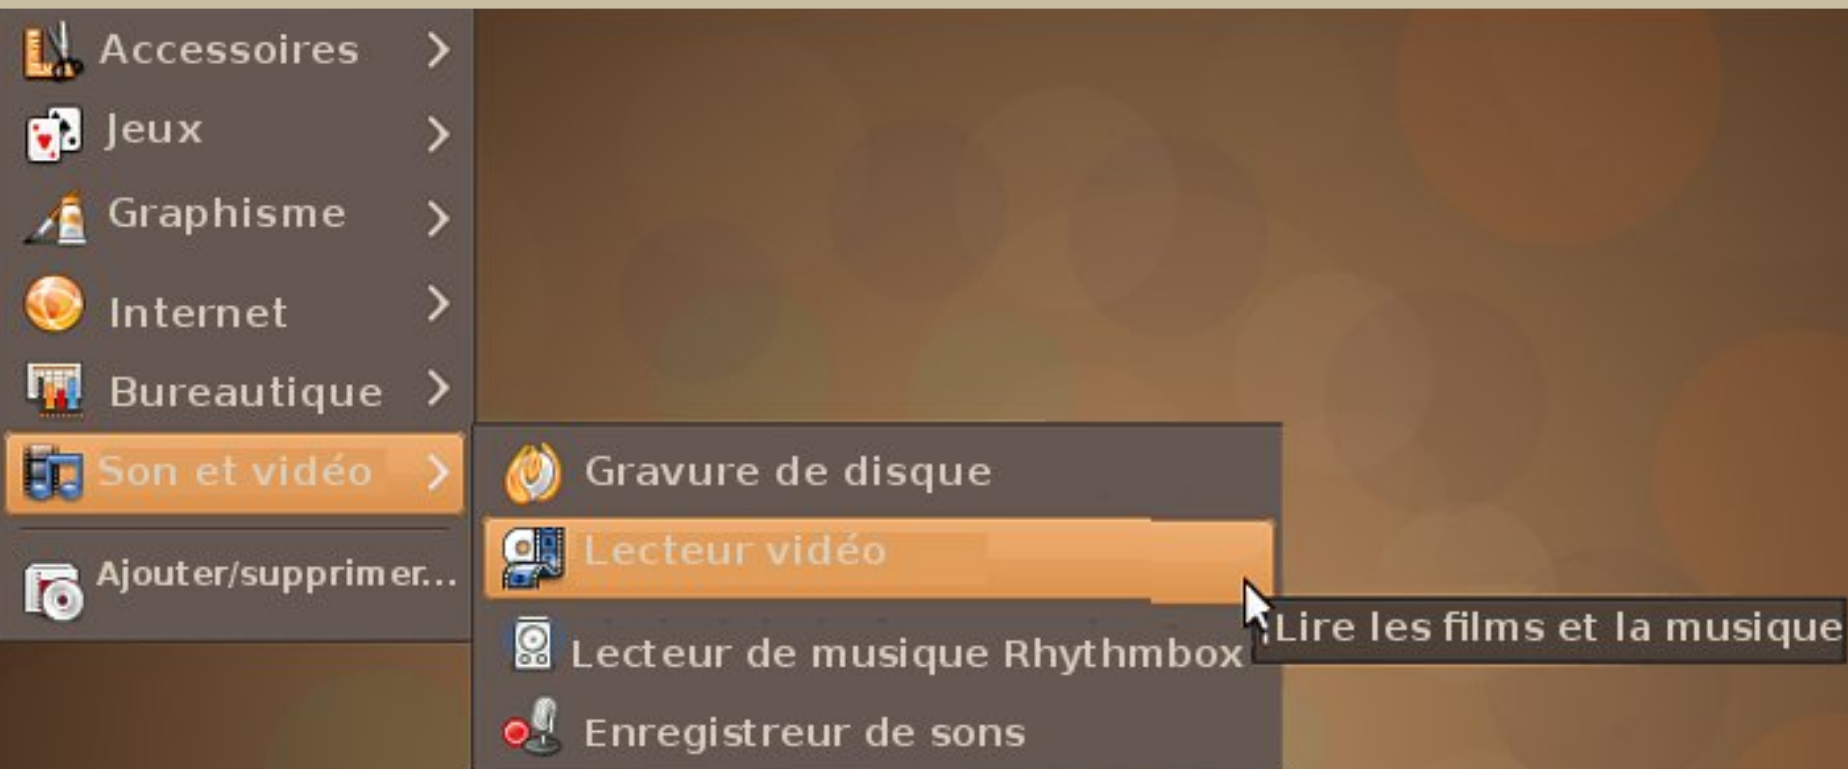 Accessoires
Jeux
Graphisme
Internet
Bureautique
Son et vidéo
Ajouter/supprimer...
Gravure de disque
Lecteur vidéo
Lecteur de musique Rhythmbox
Enregistreur de sons
Lire les films et la musique